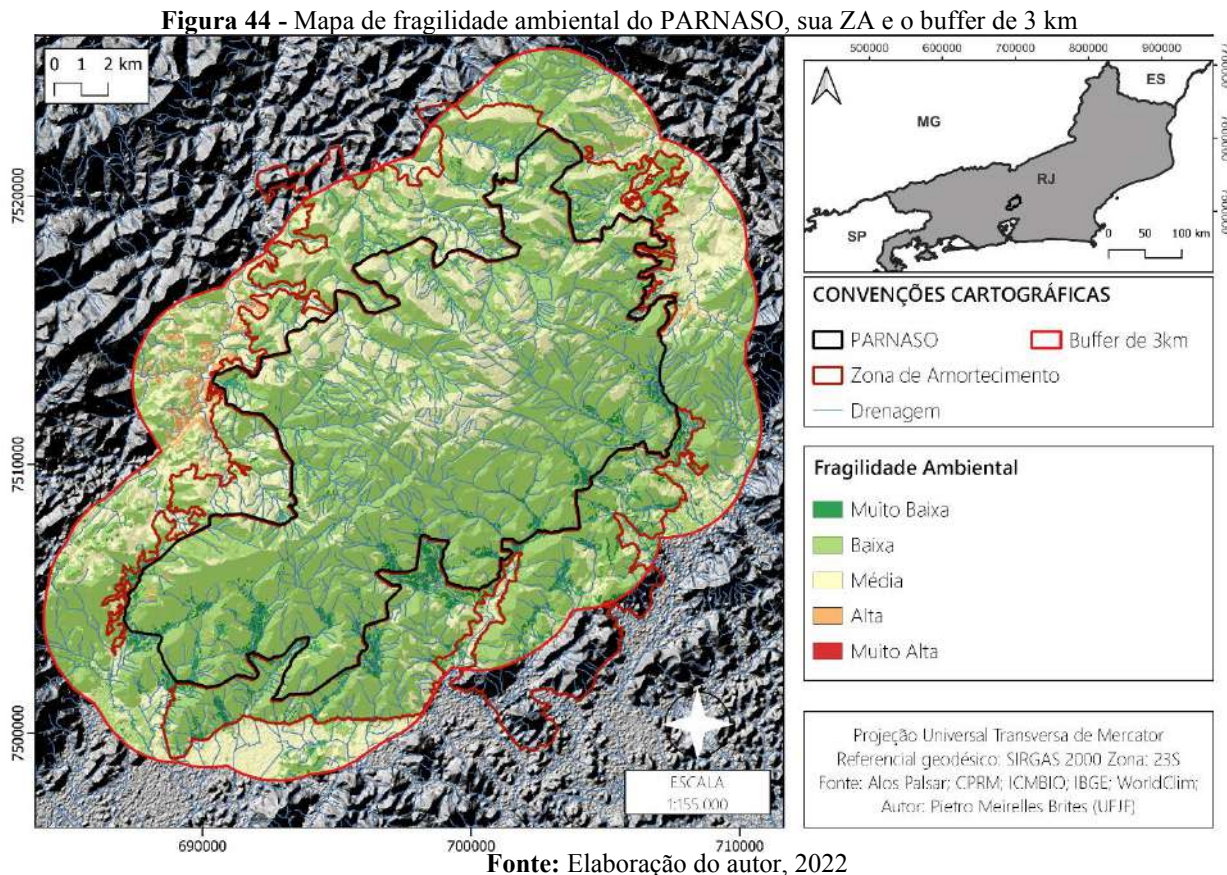 Figura 44 - Mapa de fragilidade ambiental do PARNASO, sua ZA e o buffer de 3 km
0 1 2 km
7520000
7510000
7500000
690000 700000 710000
ESCALA
1:155.000
500000 600000 700000 800000 900000
ES
MG
RJ
SP
0 50 100 km
CONVENÇÕES CARTOGRÁFICAS
PARNASO Buffer de 3km
Zona de Amortecimento
Drenagem
Fragilidade Ambiental
Muito Baixa
Baixa
Média
Alta
Muito Alta
Projeção Universal Transversa de Mercator
Referencial geodésico: SIRGAS 2000 Zona: 23S
Fonte: Alos Palsar; CPRM; ICMBIO; IBGE; WorldClim;
Autor: Pietro Meirelles Brites (UFJF)
Fonte: Elaboração do autor, 2022